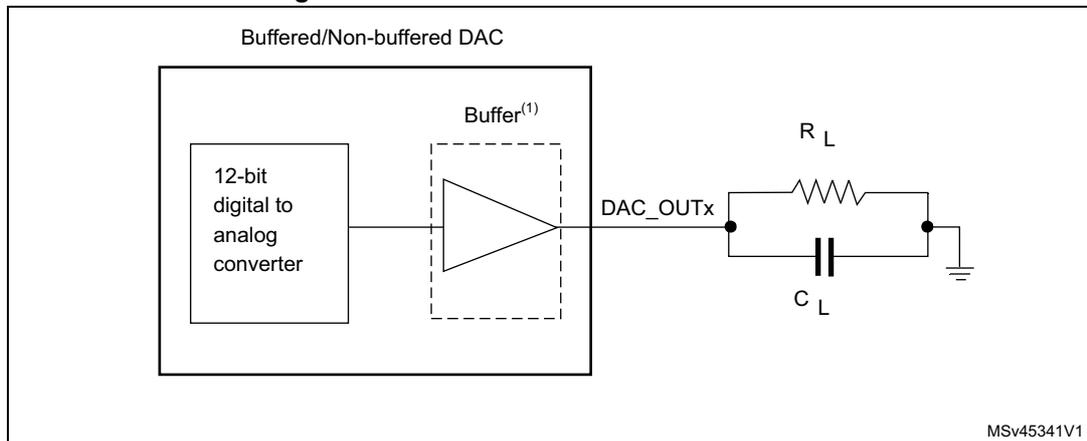 Buffered/Non-buffered DAC
Buffer(1)
12-bit
digital to
analog
converter
DAC_OUTx
R L
C L
MSv45341V1